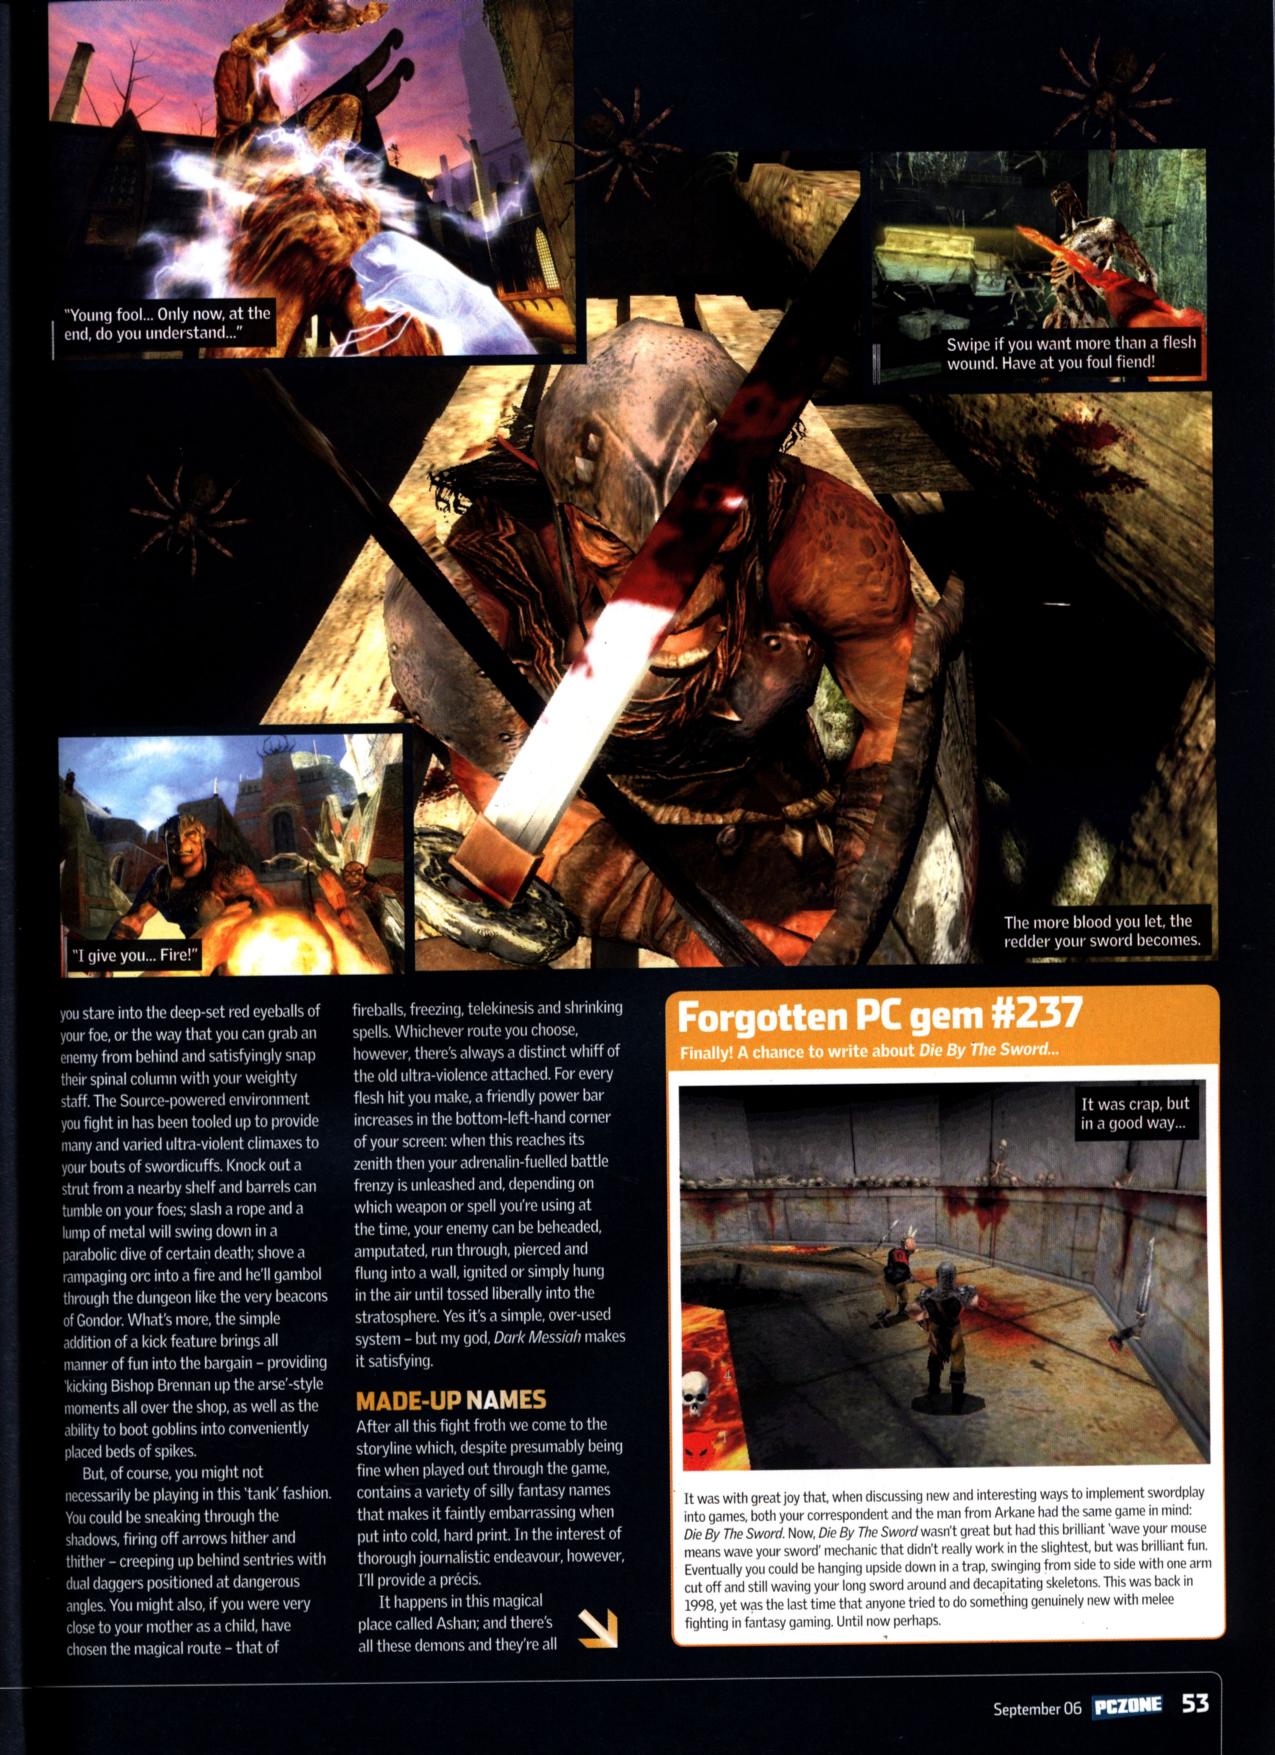 "Young fool... Only now, at the
end, do you understand..."
Swipe if you want more than a flesh
wound. Have at you foul fiend!
"I give you... Fire!"
The more blood you let, the
redder your sword becomes.
you stare into the deep-set red eyeballs of
your foe, or the way that you can grab an
enemy from behind and satisfyingly snap
their spinal column with your weighty
staff. The Source-powered environment
you fight in has been tooled up to provide
many and varied ultra-violent climaxes to
your bouts of swordicuffs. Knock out a
strut from a nearby shelf and barrels can
tumble on your foes; slash a rope and a
lump of metal will swing down in a
parabolic dive of certain death; shove a
rampaging orc into a fire and he'll gambol
through the dungeon like the very beacons
of Gondor. What's more, the simple
addition of a kick feature brings all
manner of fun into the bargain – providing
'kicking Bishop Brennan up the arse'-style
moments all over the shop, as well as the
ability to boot goblins into conveniently
placed beds of spikes.
But, of course, you might not
necessarily be playing in this 'tank' fashion.
You could be sneaking through the
shadows, firing off arrows hither and
thither – creeping up behind sentries with
dual daggers positioned at dangerous
angles. You might also, if you were very
close to your mother as a child, have
chosen the magical route – that of
fireballs, freezing, telekinesis and shrinking
spells. Whichever route you choose,
however, there's always a distinct whiff of
the old ultra-violence attached. For every
flesh hit you make, a friendly power bar
increases in the bottom-left-hand corner
of your screen: when this reaches its
zenith then your adrenalin-fuelled battle
frenzy is unleashed and, depending on
which weapon or spell you're using at
the time, your enemy can be beheaded,
amputated, run through, pierced and
flung into a wall, ignited or simply hung
in the air until tossed liberally into the
stratosphere. Yes it's a simple, over-used
system – but my god, Dark Messiah makes
it satisfying.
MADE-UP NAMES
After all this fight froth we come to the
storyline which, despite presumably being
fine when played out through the game,
contains a variety of silly fantasy names
that makes it faintly embarrassing when
put into cold, hard print. In the interest of
thorough journalistic endeavour, however,
I'll provide a précis.
It happens in this magical
place called Ashan; and there's
all these demons and they're all
Forgotten PC gem #237
Finally! A chance to write about Die By The Sword...
It was crap, but
in a good way...
It was with great joy that, when discussing new and interesting ways to implement swordplay
into games, both your correspondent and the man from Arkane had the same game in mind:
Die By The Sword. Now, Die By The Sword wasn't great but had this brilliant 'wave your mouse
means wave your sword' mechanic that didn't really work in the slightest, but was brilliant fun.
Eventually you could be hanging upside down in a trap, swinging from side to side with one arm
cut off and still waving your long sword around and decapitating skeletons. This was back in
1998, yet was the last time that anyone tried to do something genuinely new with melee
fighting in fantasy gaming. Until now perhaps.
September 06 PCZONE 53